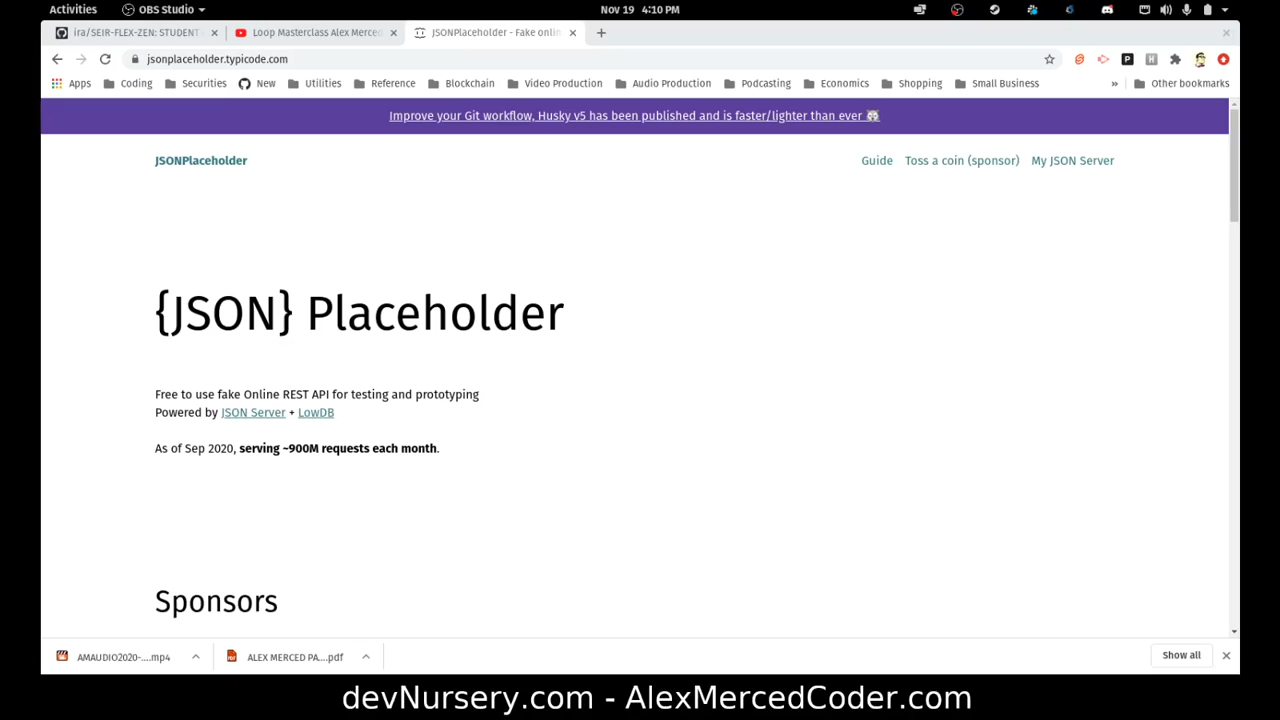 Activities OBS Studio Nov 19 4:10 PM
ira/SEIR-FLEX-ZEN: STUDENT Loop Masterclass Alex Merced JSONPlaceholder - Fake onlin
jsonplaceholder.typicode.com
Apps Coding Securities New Utilities Reference Blockchain Video Production Audio Production Podcasting Economics Shopping Small Business » Other bookmarks
Improve your Git workflow, Husky v5 has been published and is faster/lighter than ever
JSONPlaceholder Guide Toss a coin (sponsor) My JSON Server
{JSON} Placeholder
Free to use fake Online REST API for testing and prototyping
Powered by JSON Server + LowDB
As of Sep 2020, serving ~900M requests each month.
Sponsors
AMAUDIO2020-....mp4 ALEX MERCED PA....pdf Show all
devNursery.com - AlexMercedCoder.com